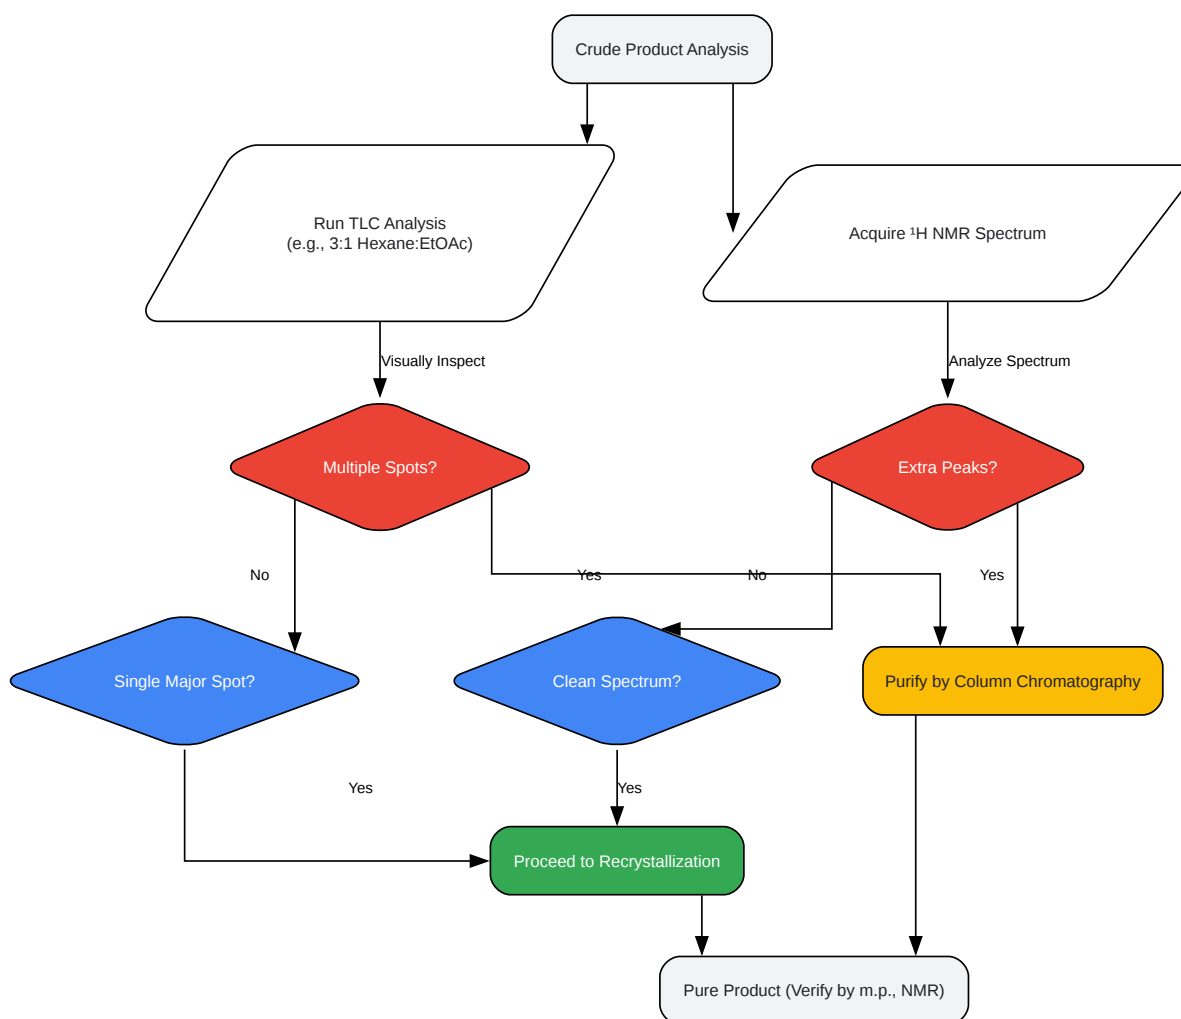 Crude Product Analysis
Run TLC Analysis
(e.g., 3:1 Hexane:EtOAc)
Acquire ¹H NMR Spectrum
Visually Inspect
Analyze Spectrum
Multiple Spots?
Extra Peaks?
No
Yes
No
Yes
Single Major Spot?
Clean Spectrum?
Purify by Column Chromatography
Yes
Yes
Proceed to Recrystallization
Pure Product (Verify by m.p., NMR)